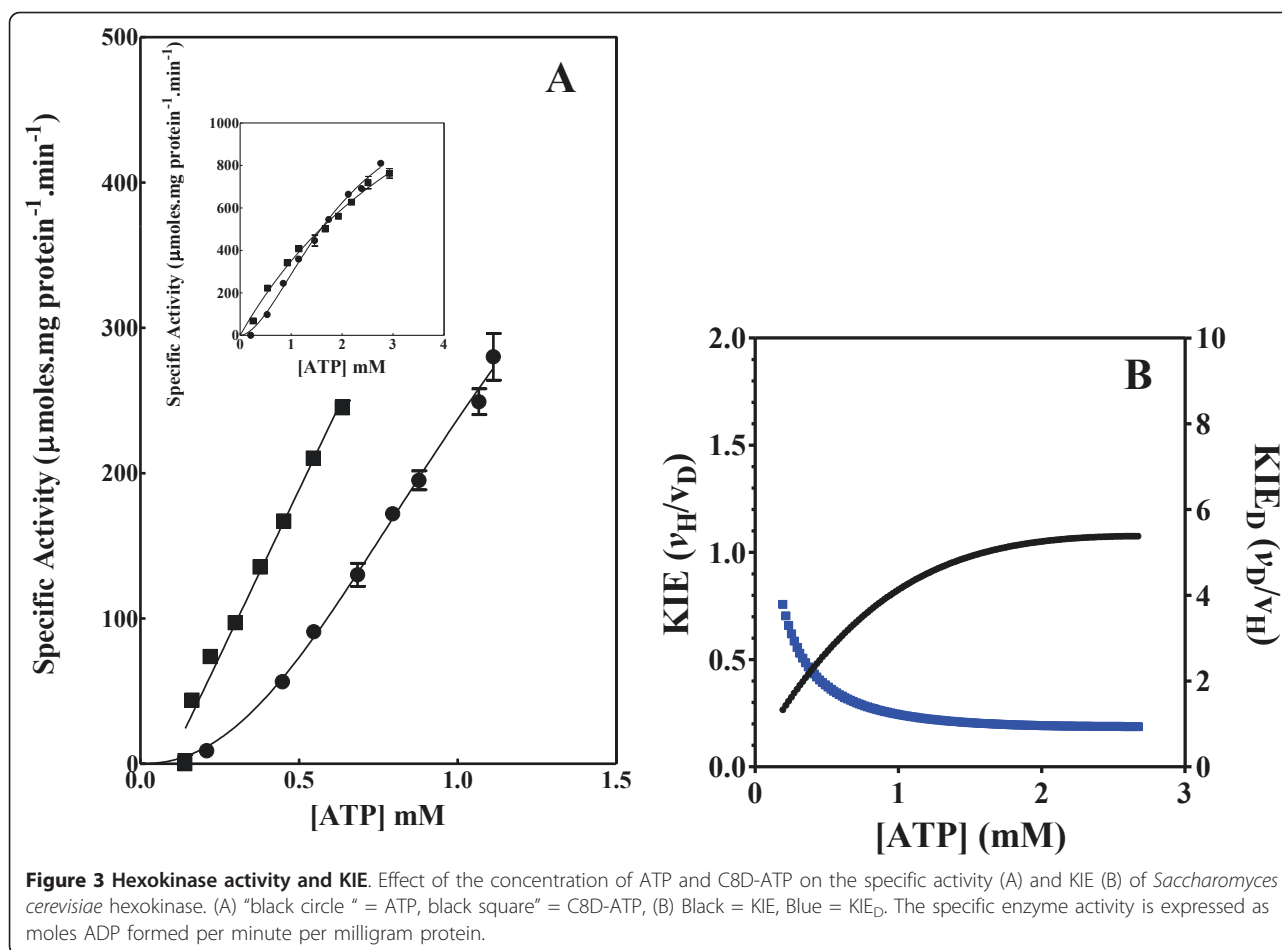 A
Specific Activity (μmoles.mg protein⁻¹.min⁻¹)
500
400
300
200
100
0
0.0 0.5 1.0 1.5
[ATP] mM
Specific Activity (μmoles.mg protein⁻¹.min⁻¹)
1000
800
600
400
200
0
0 1 2 3 4
[ATP] mM
B
KIE (νH/νD)
2.0
1.5
1.0
0.5
0.0
0 1 2 3
[ATP] (mM)
10
8
6
4
2
0
KIED (νD/νH)
Figure 3 Hexokinase activity and KIE. Effect of the concentration of ATP and C8D-ATP on the specific activity (A) and KIE (B) of Saccharomyces
cerevisiae hexokinase. (A) "black circle " = ATP, black square" = C8D-ATP, (B) Black = KIE, Blue = KIED. The specific enzyme activity is expressed as
moles ADP formed per minute per milligram protein.